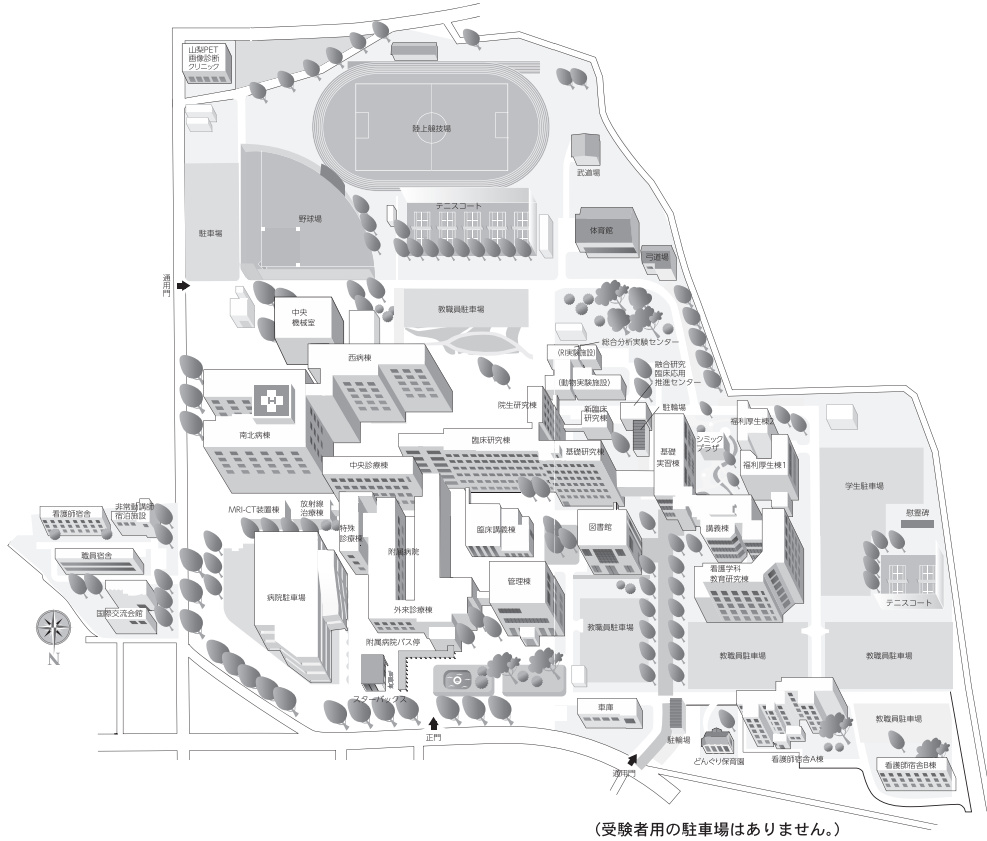 山梨PET
画像診断
クリニック
陸上競技場
武道場
テニスコート
野球場
体育館
駐車場
弓道場
通用門
教職員駐車場
中央
機械室
総合分析実験センター
(RI実験施設)
西病棟
融合研究
臨床応用
推進センター
(動物実験施設)
H
院生研究棟
新臨床
研究棟
駐輪場
福利厚生棟2
南北病棟
臨床研究棟
基礎研究棟
基礎
実習棟
シミック
プラザ
中央診療棟
福利厚生棟1
学生駐車場
MRI-CT装置棟
放射線
治療棟
非常勤講師
宿泊施設
看護師宿舎
慰霊碑
特殊
診療棟
附属病院
臨床講義棟
図書館
講義棟
職員宿舎
看護学科
教育研究棟
管理棟
病院駐車場
テニスコート
国際交流会館
外来診療棟
教職員駐車場
附属病院バス停
教職員駐車場
教職員駐車場
N
スターバックス
車庫
教職員駐車場
正門
駐輪場
どんぐり保育園
看護師宿舎A棟
看護師宿舎B棟
通用門
(受験者用の駐車場はありません。)